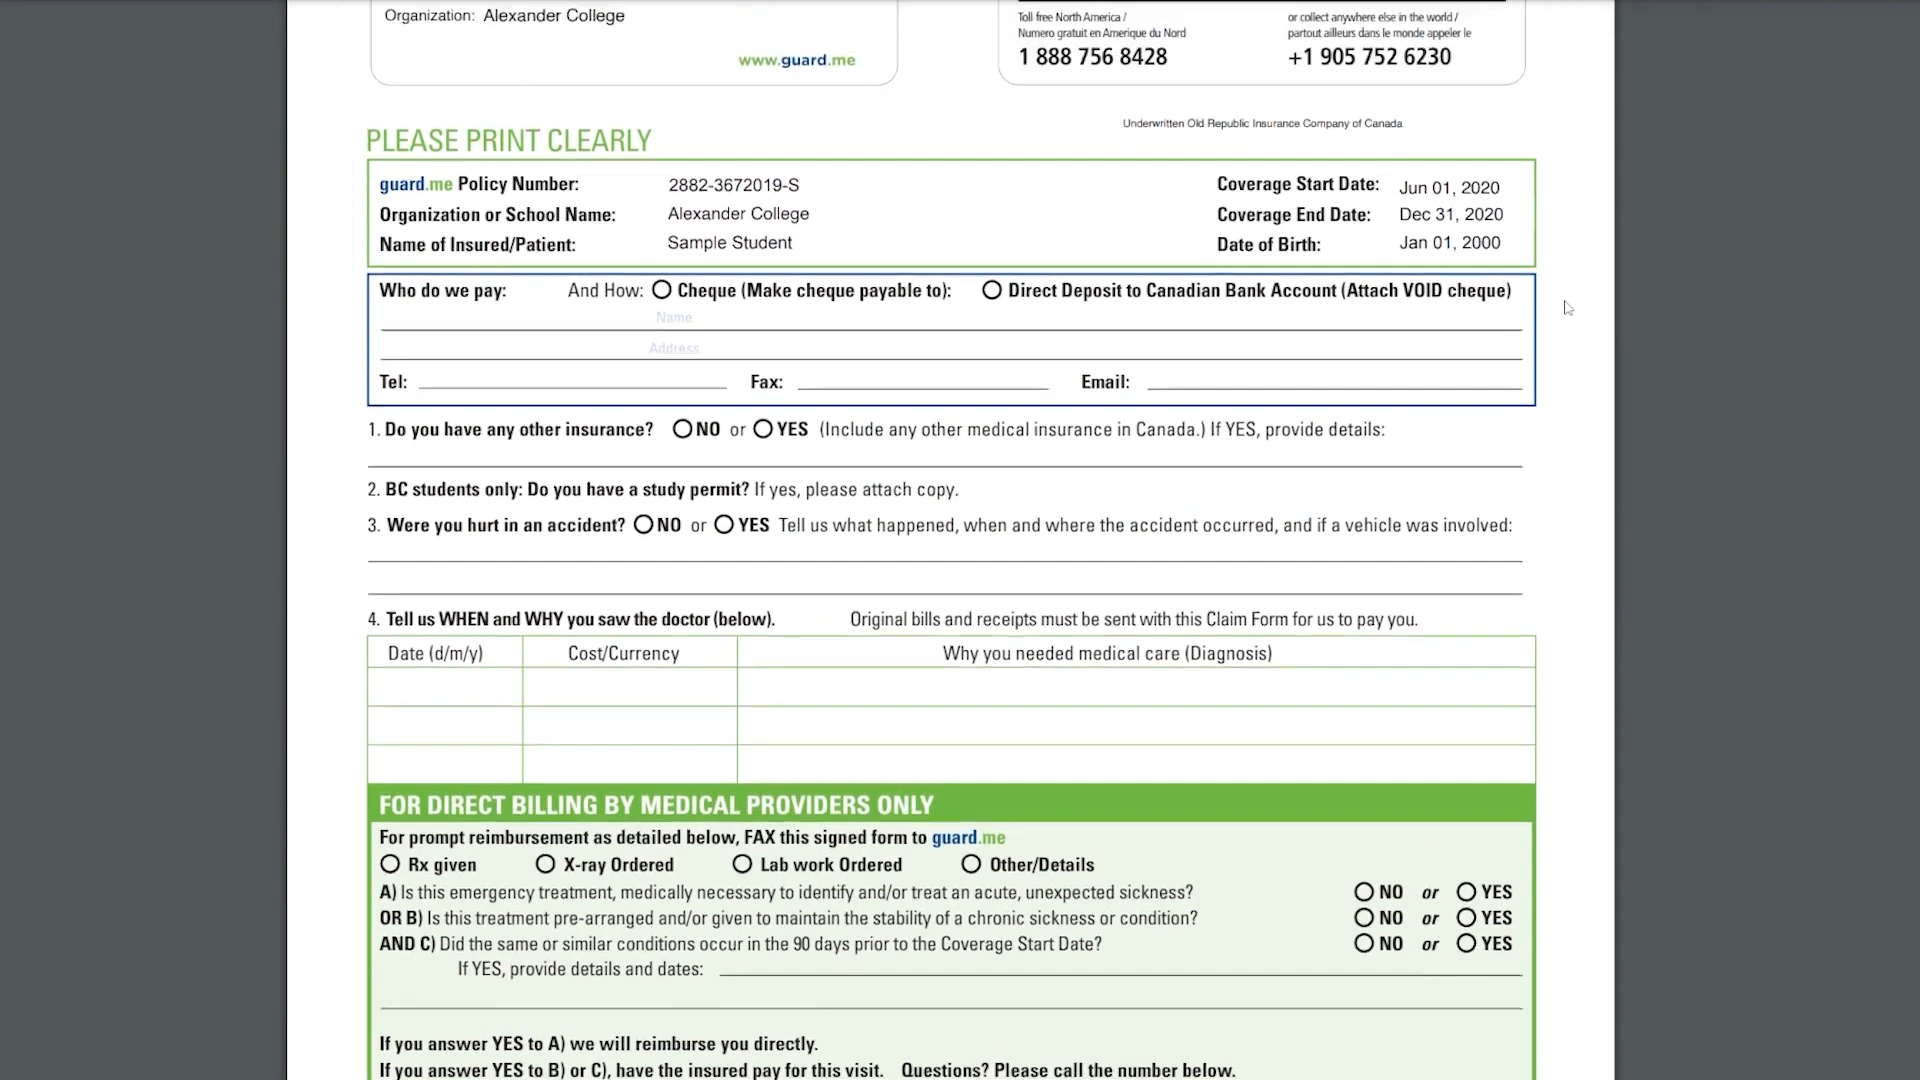 Organization: Alexander College
www.guard.me
Toll free North America /
Numero gratuit en Amerique du Nord
1 888 756 8428
or collect anywhere else in the world /
partout ailleurs dans le monde appeler le
+1 905 752 6230
Underwritten Old Republic Insurance Company of Canada
PLEASE PRINT CLEARLY
guard.me Policy Number: 2882-3672019-S Coverage Start Date: Jun 01, 2020
Organization or School Name: Alexander College Coverage End Date: Dec 31, 2020
Name of Insured/Patient: Sample Student Date of Birth: Jan 01, 2000
Who do we pay: And How: Cheque (Make cheque payable to): Direct Deposit to Canadian Bank Account (Attach VOID cheque)
Name
Address
Tel: Fax: Email:
1. Do you have any other insurance? NO or YES (Include any other medical insurance in Canada.) If YES, provide details:
2. BC students only: Do you have a study permit? If yes, please attach copy.
3. Were you hurt in an accident? NO or YES Tell us what happened, when and where the accident occurred, and if a vehicle was involved:
4. Tell us WHEN and WHY you saw the doctor (below). Original bills and receipts must be sent with this Claim Form for us to pay you.
Date (d/m/y) Cost/Currency Why you needed medical care (Diagnosis)
FOR DIRECT BILLING BY MEDICAL PROVIDERS ONLY
For prompt reimbursement as detailed below, FAX this signed form to guard.me
Rx given X-ray Ordered Lab work Ordered Other/Details
A) Is this emergency treatment, medically necessary to identify and/or treat an acute, unexpected sickness? NO or YES
OR B) Is this treatment pre-arranged and/or given to maintain the stability of a chronic sickness or condition? NO or YES
AND C) Did the same or similar conditions occur in the 90 days prior to the Coverage Start Date? NO or YES
If YES, provide details and dates:
If you answer YES to A) we will reimburse you directly.
If you answer YES to B) or C), have the insured pay for this visit. Questions? Please call the number below.